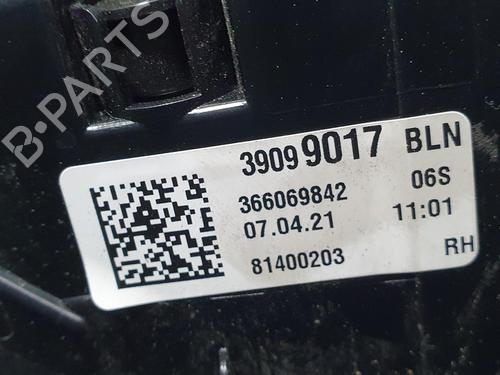 B-PARTS
39099017 BLN
366069842 06S
07.04.21 11:01
81400203 RH